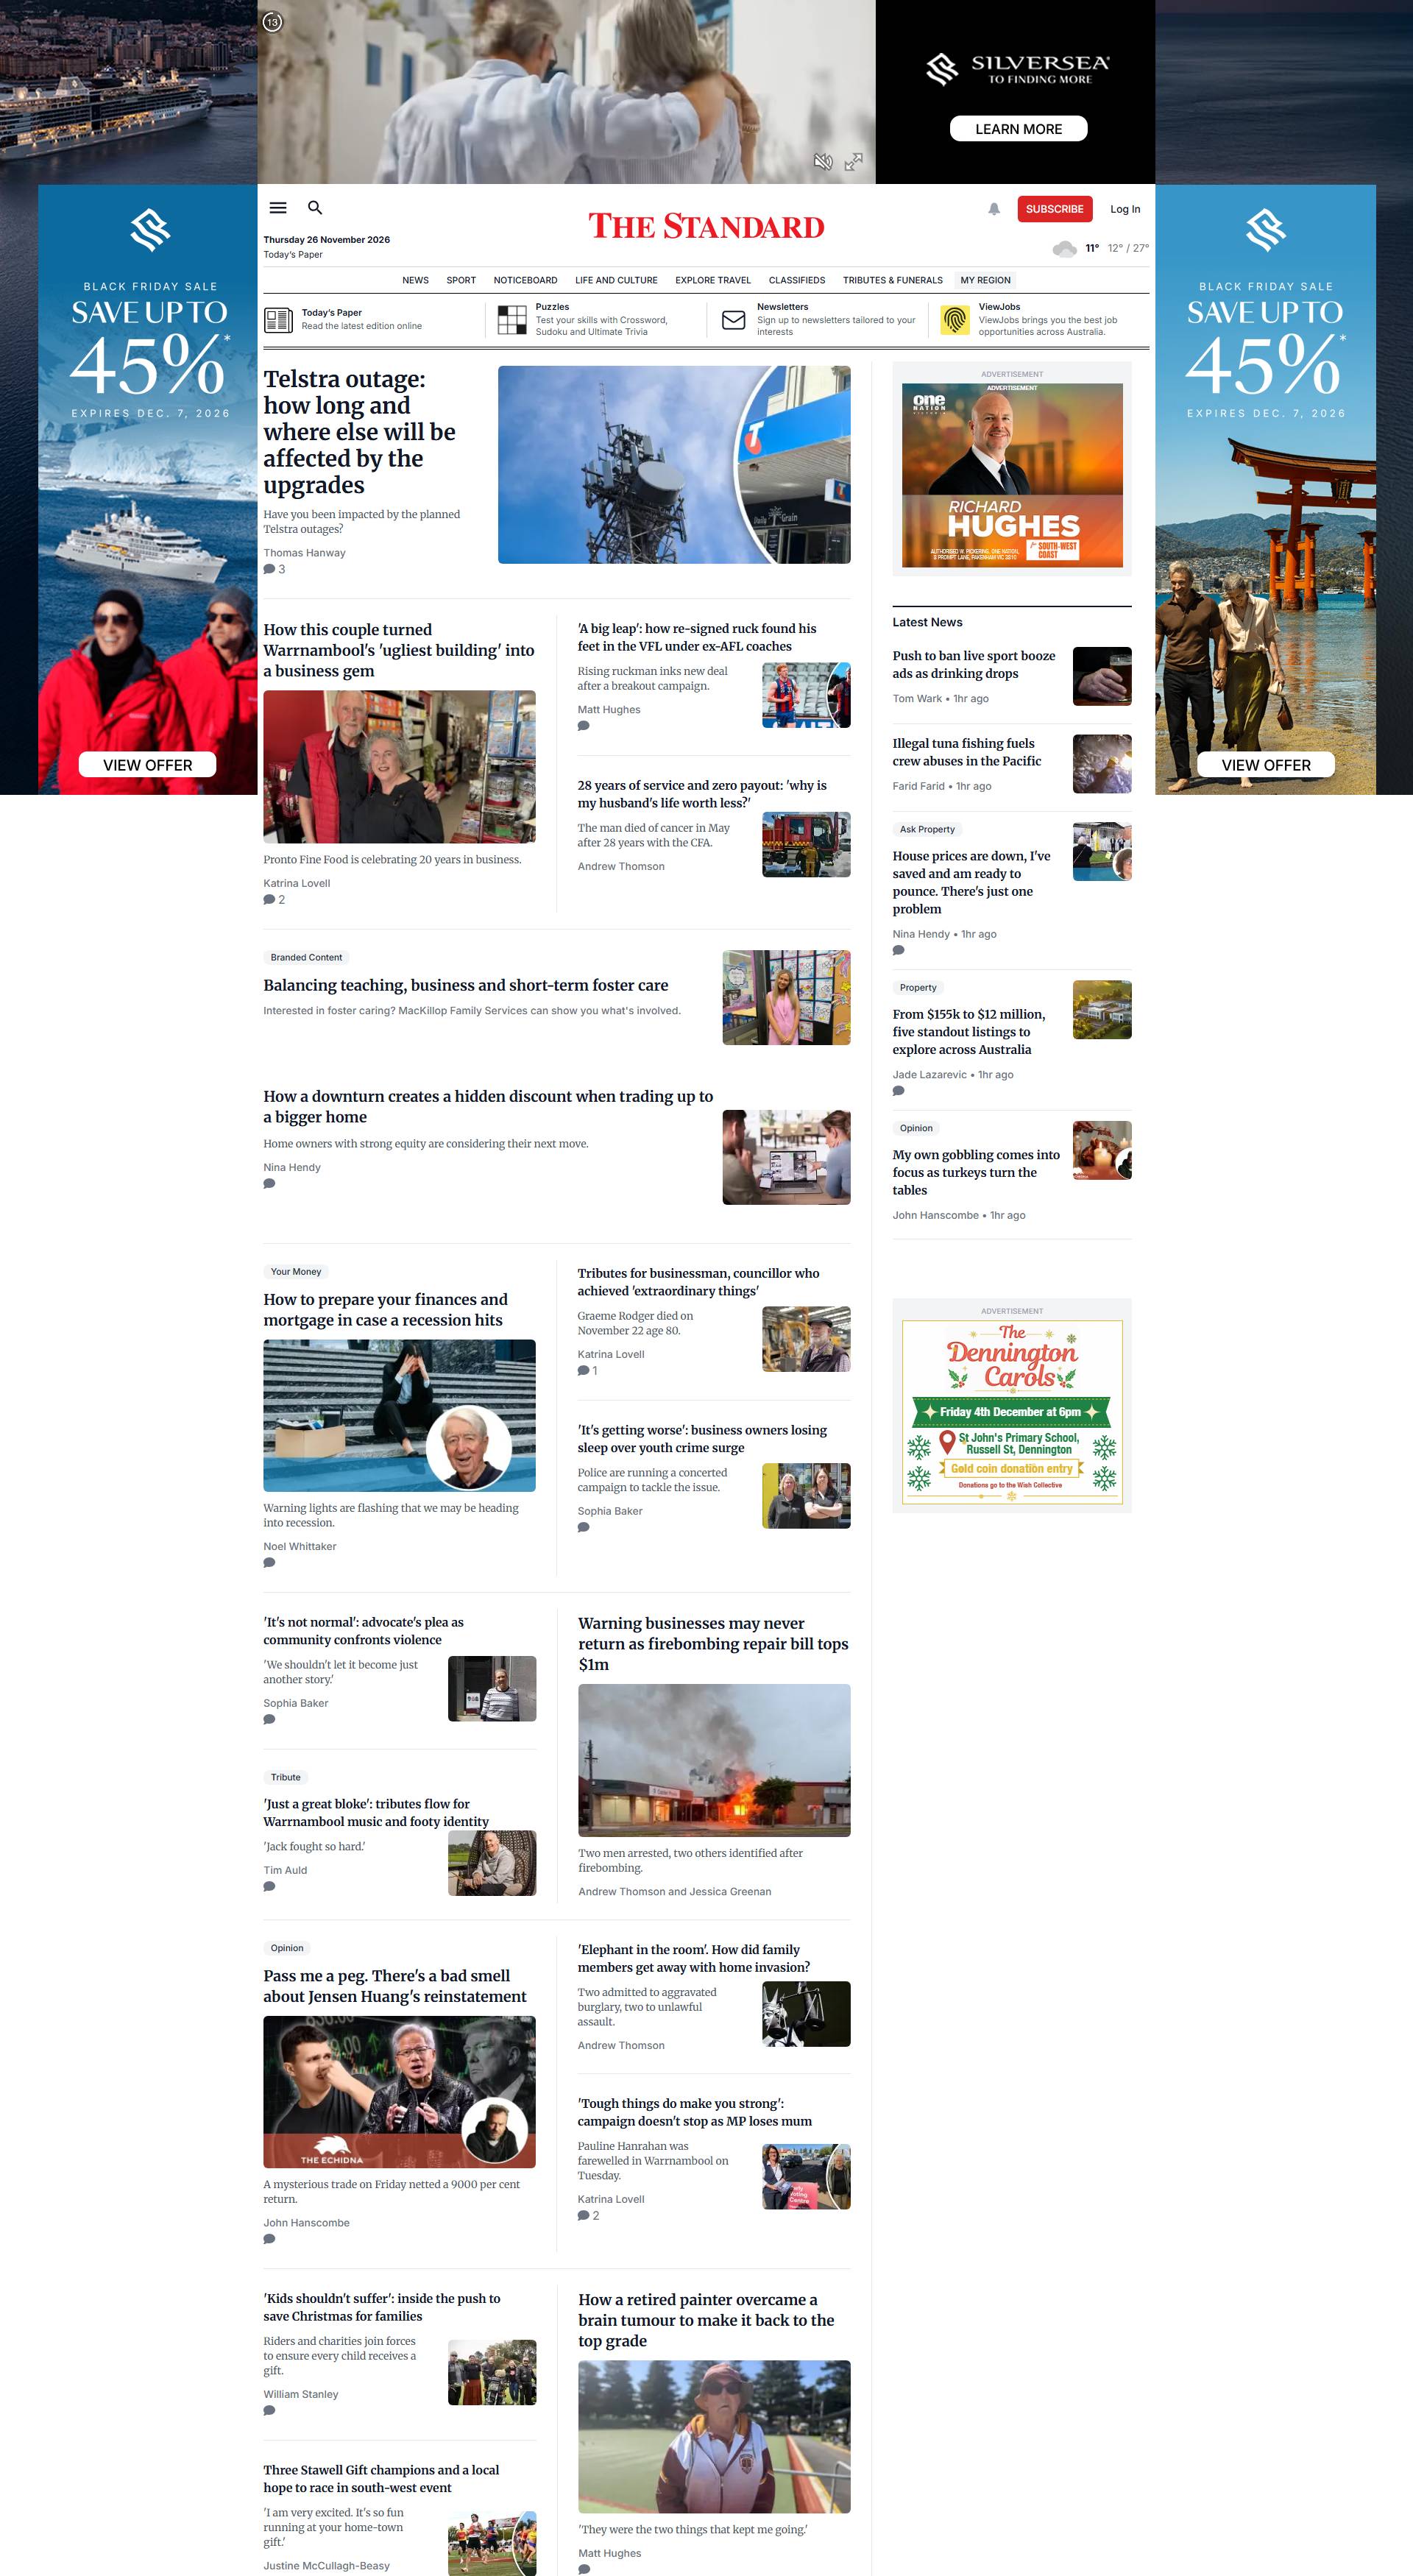 13
SILVERSEA
TO FINDING MORE
LEARN MORE
BLACK FRIDAY SALE
SAVE UP TO
45%*
EXPIRES DEC. 7, 2026
VIEW OFFER
BLACK FRIDAY SALE
SAVE UP TO
45%*
EXPIRES DEC. 7, 2026
VIEW OFFER
THE STANDARD
SUBSCRIBE
Log In
Thursday 26 November 2026
Today's Paper
11°
12° / 27°
NEWS
SPORT
NOTICEBOARD
LIFE AND CULTURE
EXPLORE TRAVEL
CLASSIFIEDS
TRIBUTES & FUNERALS
MY REGION
Today's Paper
Read the latest edition online
Puzzles
Test your skills with Crossword,
Sudoku and Ultimate Trivia
Newsletters
Sign up to newsletters tailored to your
interests
ViewJobs
ViewJobs brings you the best job
opportunities across Australia.
Telstra outage:
how long and
where else will be
affected by the
upgrades
Have you been impacted by the planned
Telstra outages?
Thomas Hanway
3
How this couple turned
Warrnambool's 'ugliest building' into
a business gem
Pronto Fine Food is celebrating 20 years in business.
Katrina Lovell
2
'A big leap': how re-signed ruck found his
feet in the VFL under ex-AFL coaches
Rising ruckman inks new deal
after a breakout campaign.
Matt Hughes
28 years of service and zero payout: 'why is
my husband's life worth less?'
The man died of cancer in May
after 28 years with the CFA.
Andrew Thomson
Branded Content
Balancing teaching, business and short-term foster care
Interested in foster caring? MacKillop Family Services can show you what's involved.
How a downturn creates a hidden discount when trading up to
a bigger home
Home owners with strong equity are considering their next move.
Nina Hendy
Your Money
How to prepare your finances and
mortgage in case a recession hits
Warning lights are flashing that we may be heading
into recession.
Noel Whittaker
Tributes for businessman, councillor who
achieved 'extraordinary things'
Graeme Rodger died on
November 22 age 80.
Katrina Lovell
1
'It's getting worse': business owners losing
sleep over youth crime surge
Police are running a concerted
campaign to tackle the issue.
Sophia Baker
'It's not normal': advocate's plea as
community confronts violence
'We shouldn't let it become just
another story.'
Sophia Baker
Tribute
'Just a great bloke': tributes flow for
Warrnambool music and footy identity
'Jack fought so hard.'
Tim Auld
Warning businesses may never
return as firebombing repair bill tops
$1m
Two men arrested, two others identified after
firebombing.
Andrew Thomson and Jessica Greenan
Opinion
Pass me a peg. There's a bad smell
about Jensen Huang's reinstatement
THE ECHIDNA
A mysterious trade on Friday netted a 9000 per cent
return.
John Hanscombe
'Elephant in the room'. How did family
members get away with home invasion?
Two admitted to aggravated
burglary, two to unlawful
assault.
Andrew Thomson
'Tough things do make you strong':
campaign doesn't stop as MP loses mum
Pauline Hanrahan was
farewelled in Warrnambool on
Tuesday.
Katrina Lovell
2
'Kids shouldn't suffer': inside the push to
save Christmas for families
Riders and charities join forces
to ensure every child receives a
gift.
William Stanley
Three Stawell Gift champions and a local
hope to race in south-west event
'I am very excited. It's so fun
running at your home-town
gift.'
Justine McCullagh-Beasy
How a retired painter overcame a
brain tumour to make it back to the
top grade
'They were the two things that kept me going.'
Matt Hughes
ADVERTISEMENT
ADVERTISEMENT
one
NATION
VICTORIA
RICHARD
HUGHES
AUTHORISED W. PICKERING, ONE NATION,
SOUTH-WEST
COAST
Latest News
Push to ban live sport booze
ads as drinking drops
Tom Wark • 1hr ago
Illegal tuna fishing fuels
crew abuses in the Pacific
Farid Farid • 1hr ago
Ask Property
House prices are down, I've
saved and am ready to
pounce. There's just one
problem
Nina Hendy • 1hr ago
Property
From $155k to $12 million,
five standout listings to
explore across Australia
Jade Lazarevic • 1hr ago
Opinion
My own gobbling comes into
focus as turkeys turn the
tables
John Hanscombe • 1hr ago
ADVERTISEMENT
The
Dennington
Carols
Friday 4th December at 6pm
St John's Primary School,
Russell St, Dennington
Gold coin donation entry
Donations go to the Wish Collective